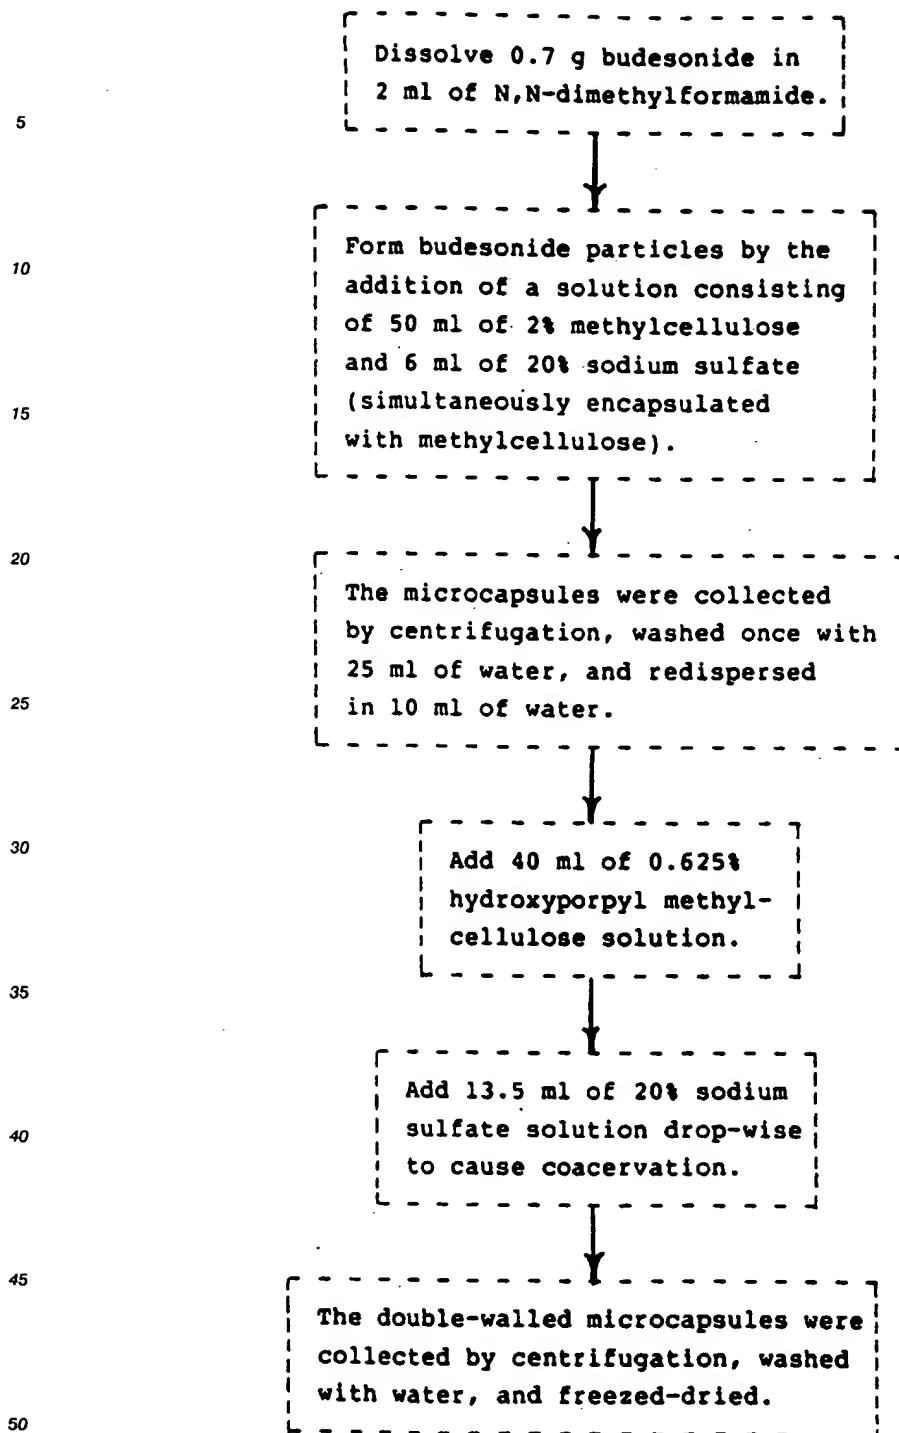 Dissolve 0.7 g budesonide in
2 ml of N,N-dimethylformamide.
5
Form budesonide particles by the
10
addition of a solution consisting
of 50 ml of 2% methylcellulose
and 6 ml of 20% sodium sulfate
15
(simultaneously encapsulated
with methylcellulose).
20
The microcapsules were collected
by centrifugation, washed once with
25 ml of water, and redispersed
25
in 10 ml of water.
30
Add 40 ml of 0.625%
hydroxyporpyl methyl-
cellulose solution.
35
Add 13.5 ml of 20% sodium
sulfate solution drop-wise
40
to cause coacervation.
45
The double-walled microcapsules were
collected by centrifugation, washed
with water, and freezed-dried.
50